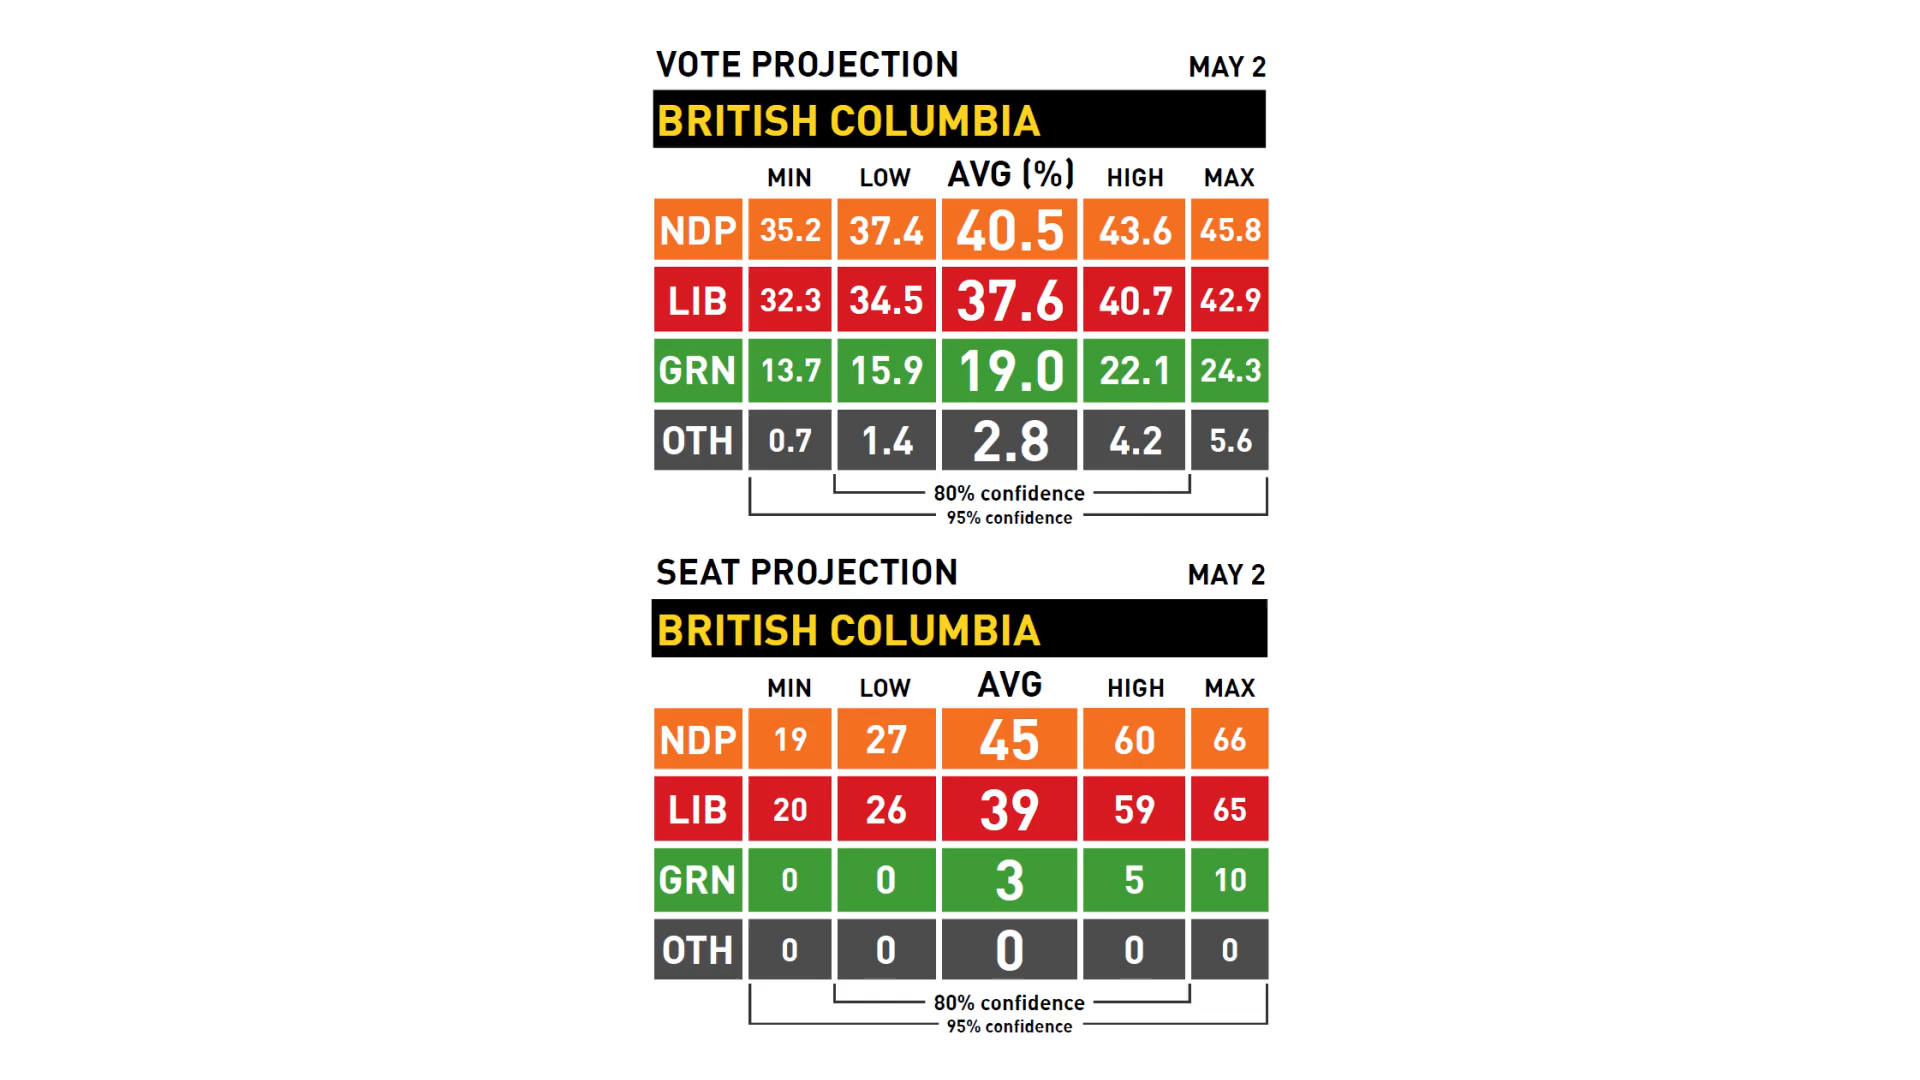 VOTE PROJECTION MAY 2
BRITISH COLUMBIA
MIN LOW AVG (%) HIGH MAX
NDP 35.2 37.4 40.5 43.6 45.8
LIB 32.3 34.5 37.6 40.7 42.9
GRN 13.7 15.9 19.0 22.1 24.3
OTH 0.7 1.4 2.8 4.2 5.6
80% confidence
95% confidence
SEAT PROJECTION MAY 2
BRITISH COLUMBIA
MIN LOW AVG HIGH MAX
NDP 19 27 45 60 66
LIB 20 26 39 59 65
GRN 0 0 3 5 10
OTH 0 0 0 0 0
80% confidence
95% confidence